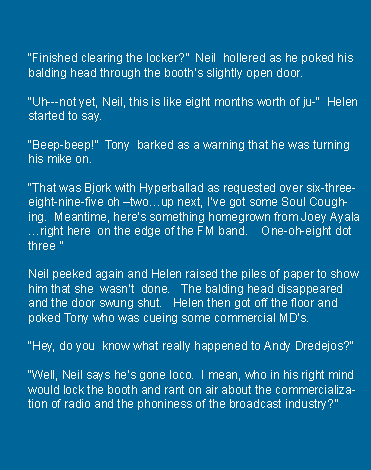 "Finished clearing the locker?"  Neil  hollered as he poked his
balding head through the booth's slightly open door.

"Uh---not yet, Neil, this is like eight months worth of ju-"  Helen
started to say.

"Beep-beep!"  Tony  barked as a warning that he was turning
his mike on.

"That was Bjork with Hyperballad as requested over six-three-
eight-nine-five oh –two…up next, I've got some Soul Cough-
ing.  Meantime, here's something homegrown from Joey Ayala
…right here  on the edge of the FM band.    One-oh-eight dot
three "

Neil peeked again and Helen raised the piles of paper to show
him that she  wasn't  done.   The balding head disappeared
and the door swung shut.   Helen then got off the floor and
poked Tony who was cueing some commercial MD's.

"Hey, do you  know what really happened to Andy Dredejos?"

"Well, Neil says he's gone loco.  I mean, who in his right mind
would lock the booth and rant on air about the commercializa-
tion of radio and the phoniness of the broadcast industry?"